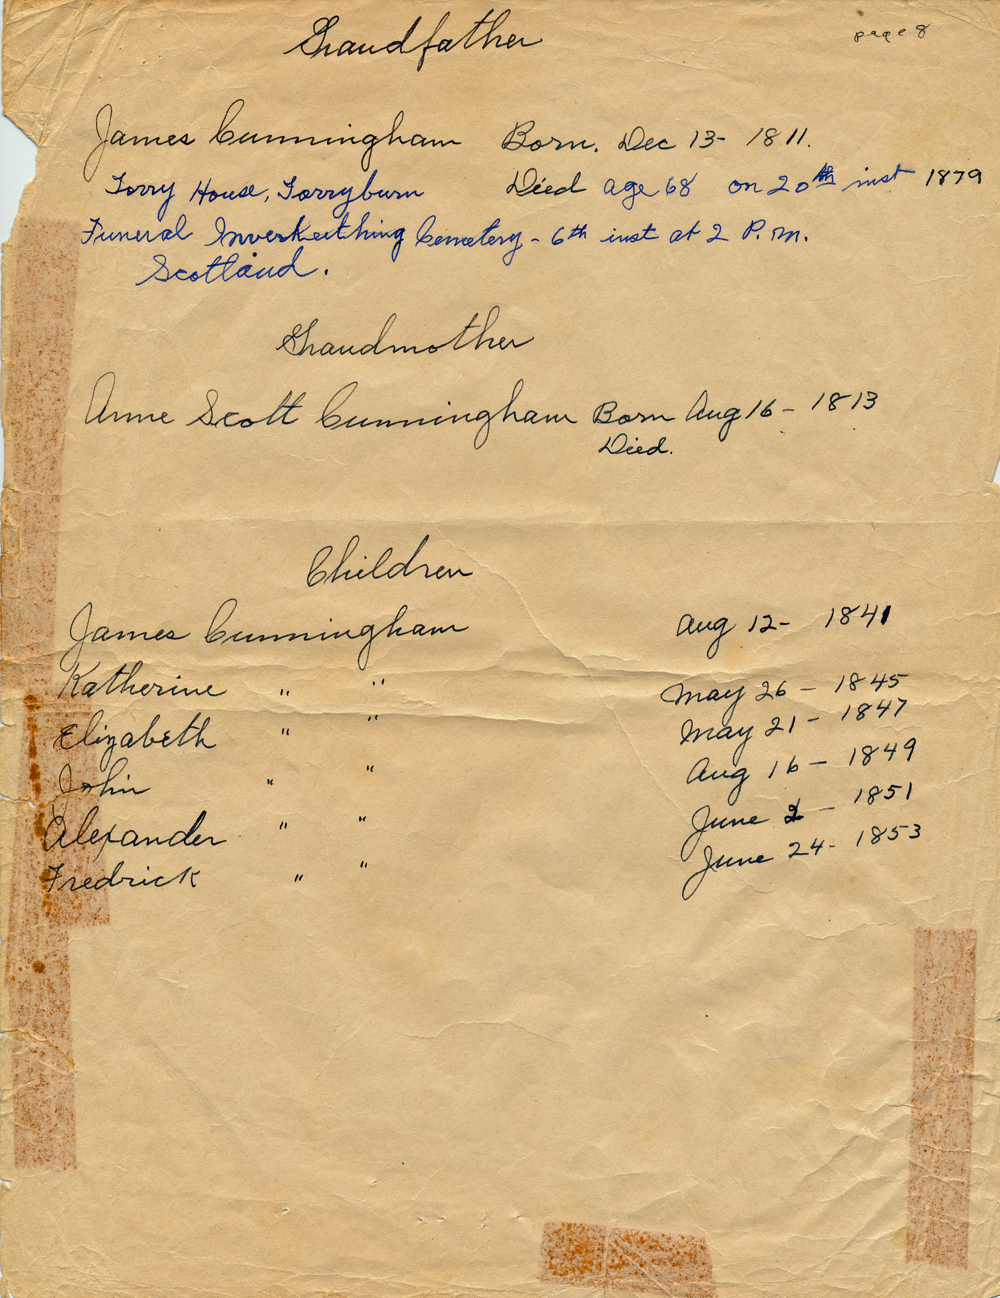 page 8
Grandfather
James Cunningham Born. Dec 13- 1811.
Torry House, Torryburn Died age 68 on 20th inst 1879
Funeral Inverkeithing Cemetery - 6th inst at 2 P.m.
Scotland.
Grandmother
Anne Scott Cunningham Born Aug 16 - 1813
Died.
Children
James Cunningham Aug 12- 1841
Katherine " " May 26 - 1845
Elizabeth " " May 21 - 1847
John " " Aug 16 - 1849
Alexander " " June 2 - 1851
Fredrick " " June 24- 1853